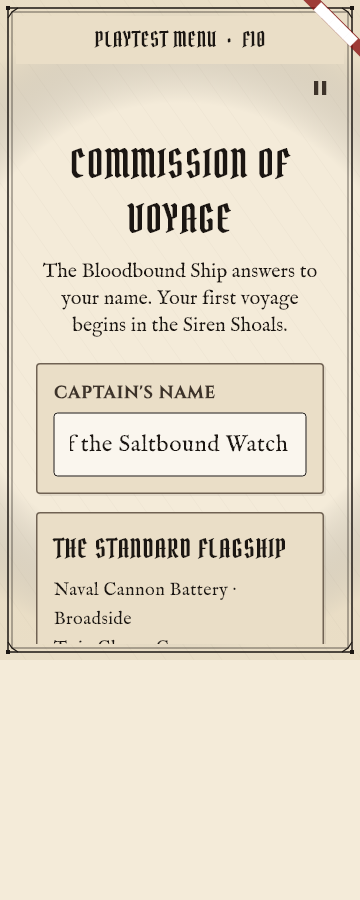 PLAYTEST MENU · F10
COMMISSION OF
VOYAGE
The Bloodbound Ship answers to
your name. Your first voyage
begins in the Siren Shoals.
CAPTAIN'S NAME
f the Saltbound Watch
THE STANDARD FLAGSHIP
Naval Cannon Battery ·
Broadside